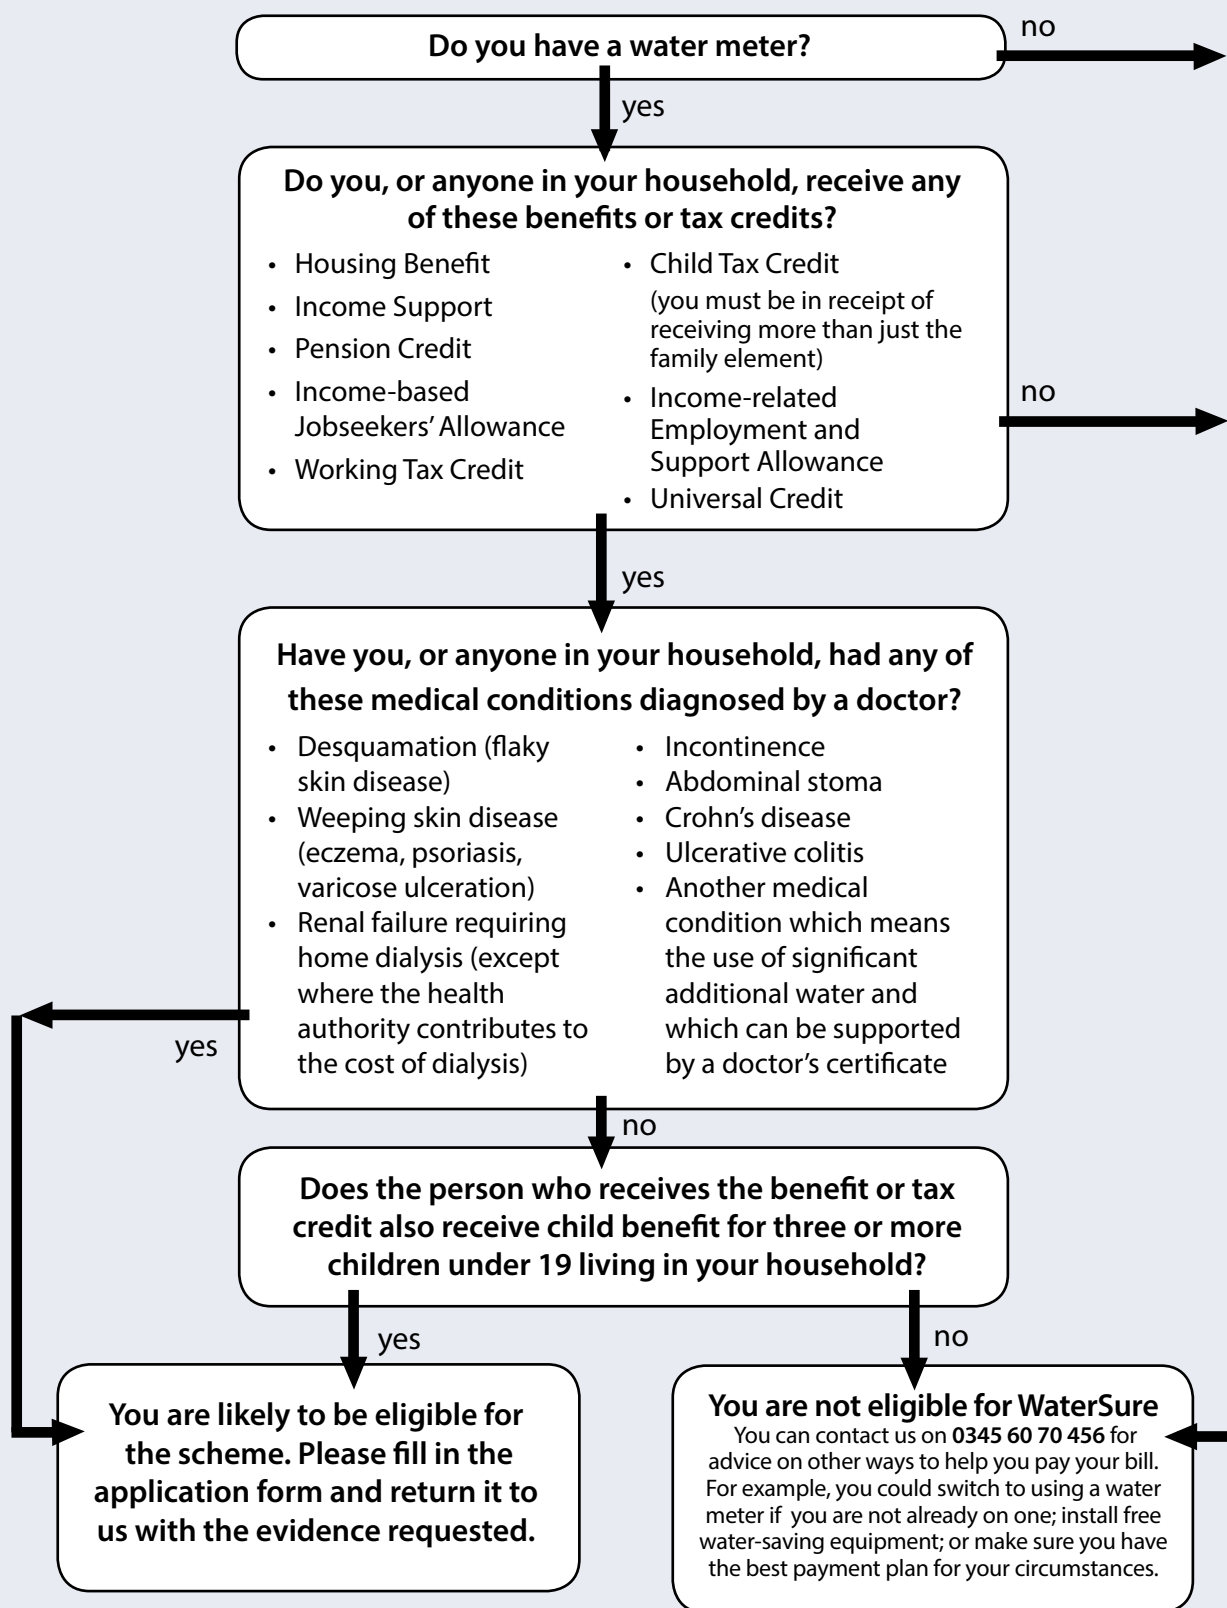 Do you have a water meter?
no
yes
Do you, or anyone in your household, receive any
of these benefits or tax credits?
• Housing Benefit
• Income Support
• Pension Credit
• Income-based
Jobseekers’ Allowance
• Working Tax Credit
• Child Tax Credit
(you must be in receipt of
receiving more than just the
family element)
• Income-related
Employment and
Support Allowance
• Universal Credit
no
yes
Have you, or anyone in your household, had any of
these medical conditions diagnosed by a doctor?
• Desquamation (flaky
skin disease)
• Weeping skin disease
(eczema, psoriasis,
varicose ulceration)
• Renal failure requiring
home dialysis (except
where the health
authority contributes to
the cost of dialysis)
• Incontinence
• Abdominal stoma
• Crohn’s disease
• Ulcerative colitis
• Another medical
condition which means
the use of significant
additional water and
which can be supported
by a doctor’s certificate
yes
no
Does the person who receives the benefit or tax
credit also receive child benefit for three or more
children under 19 living in your household?
yes
no
You are likely to be eligible for
the scheme. Please fill in the
application form and return it to
us with the evidence requested.
You are not eligible for WaterSure
You can contact us on 0345 60 70 456 for
advice on other ways to help you pay your bill.
For example, you could switch to using a water
meter if you are not already on one; install free
water-saving equipment; or make sure you have
the best payment plan for your circumstances.